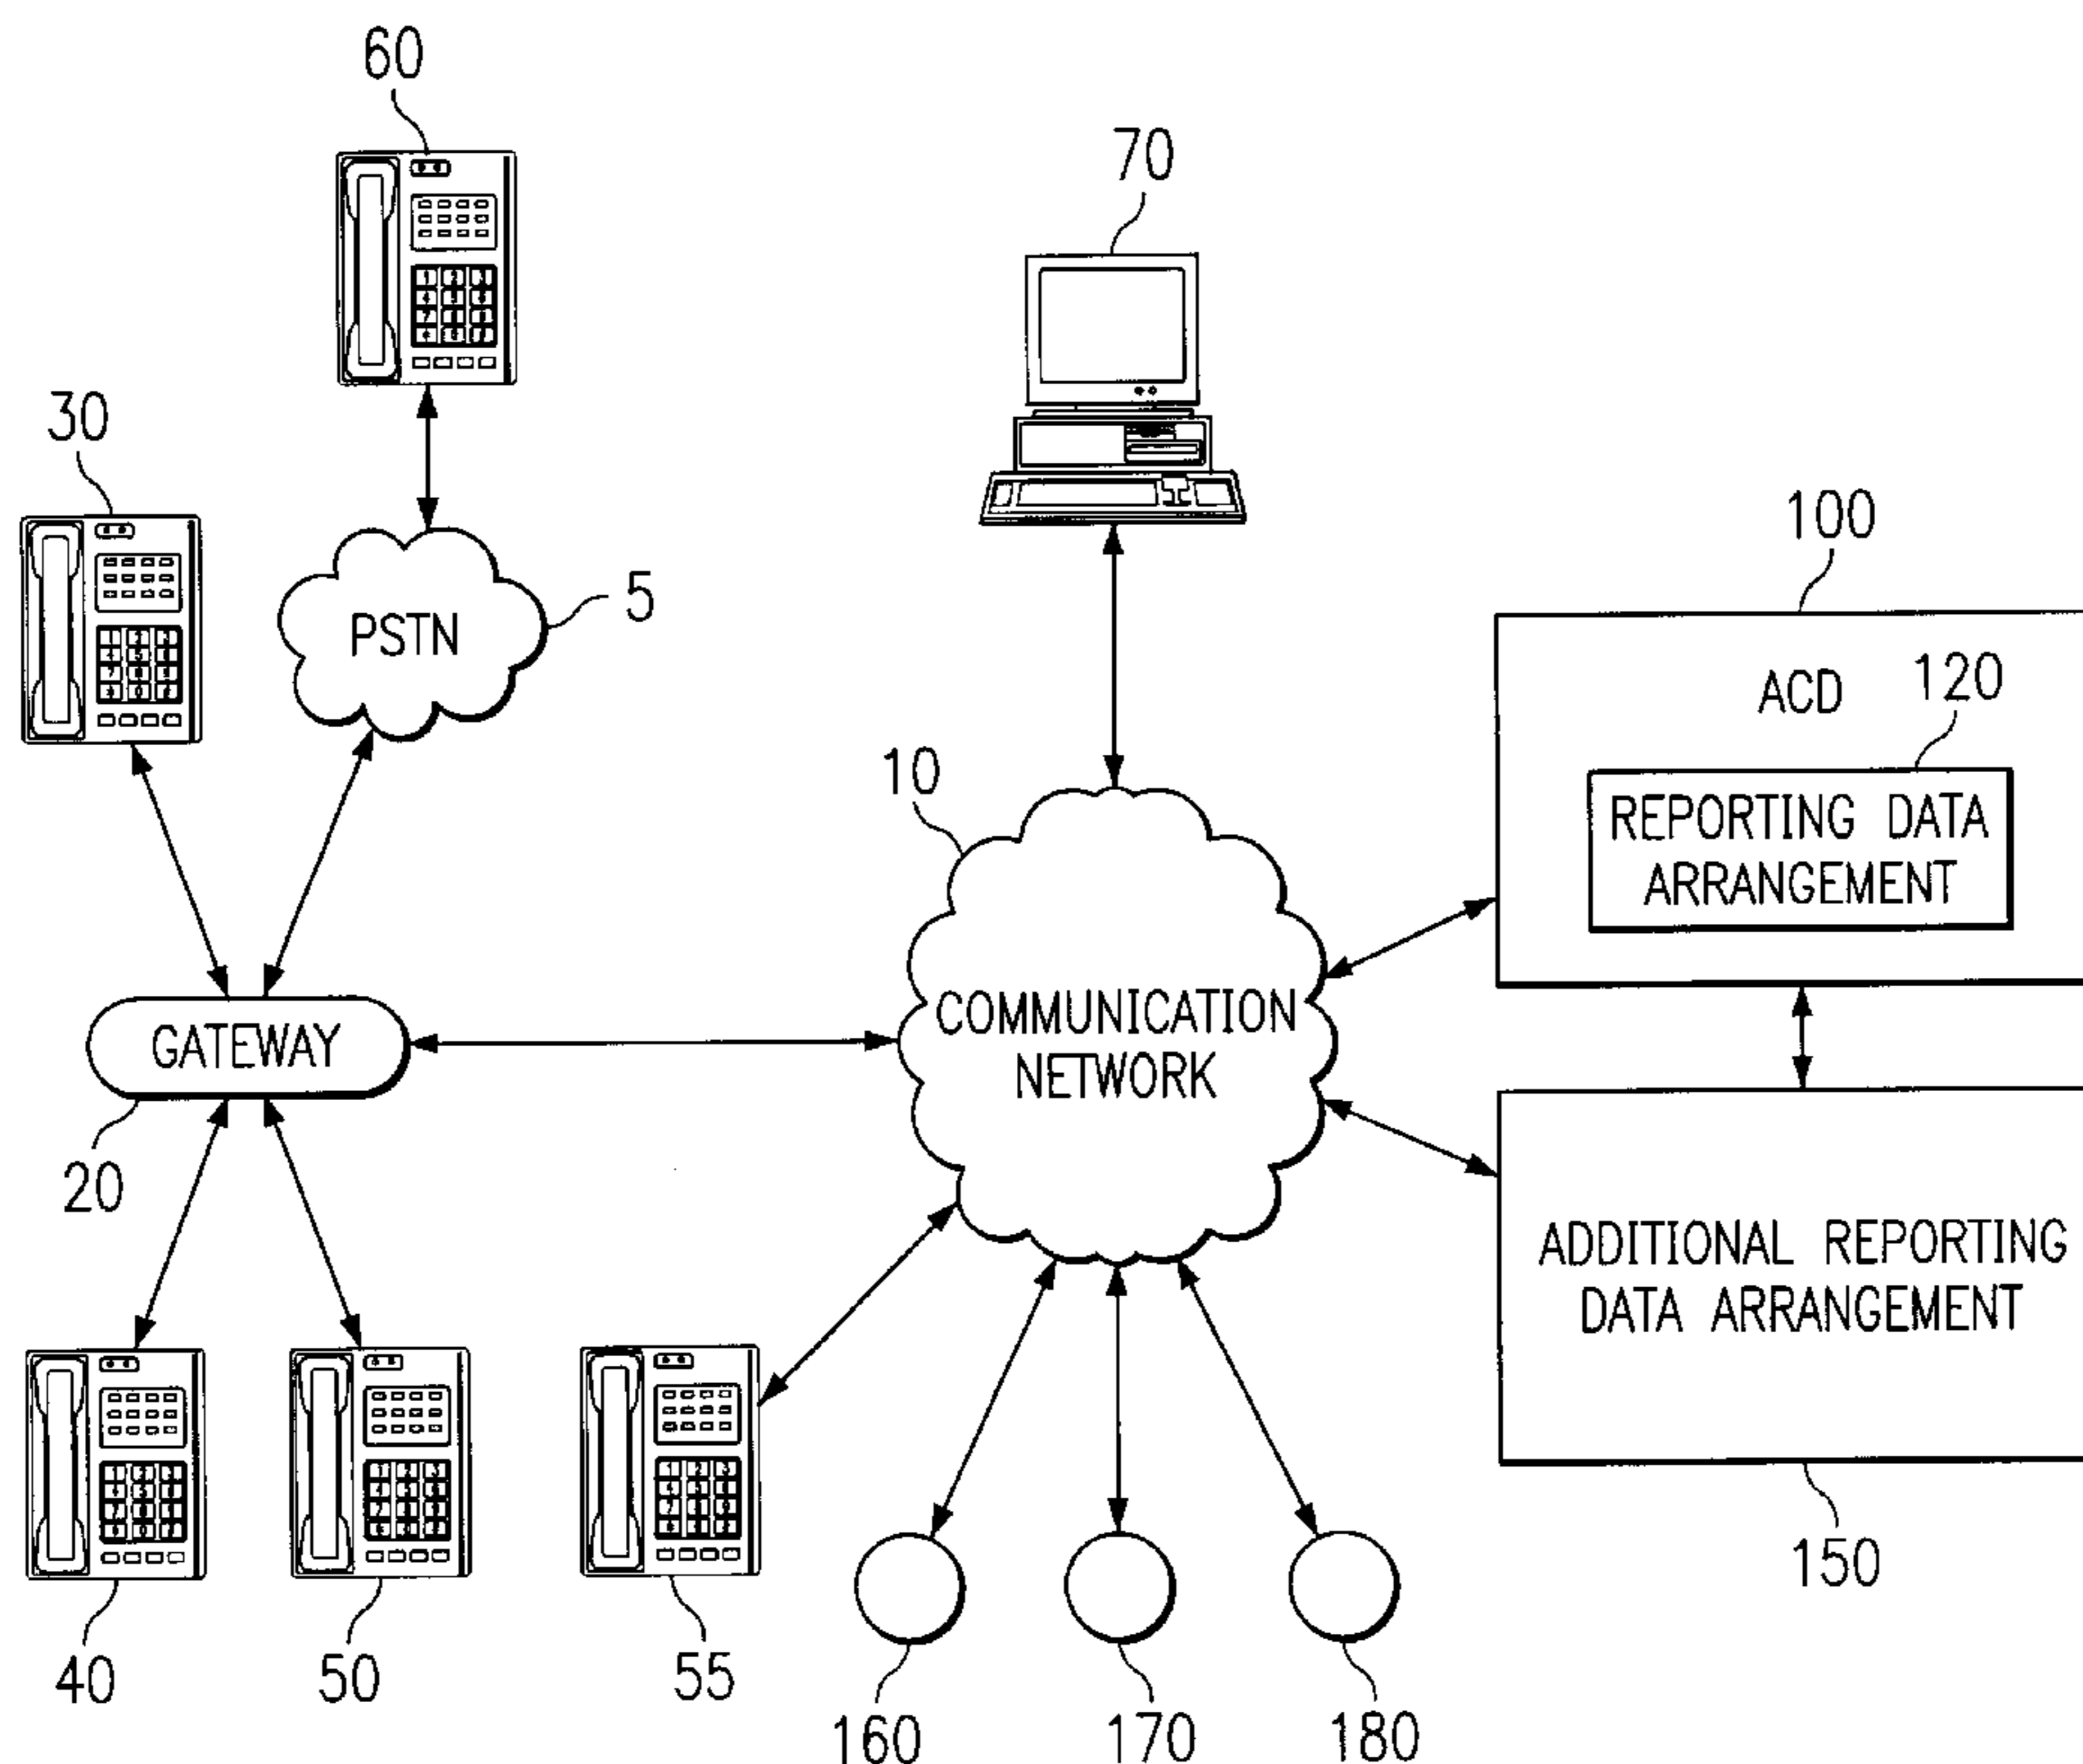 60
70
30
100
5
PSTN
ACD
120
10
REPORTING DATA
ARRANGEMENT
COMMUNICATION
NETWORK
GATEWAY
20
ADDITIONAL REPORTING
DATA ARRANGEMENT
150
40
50
55
160
170
180